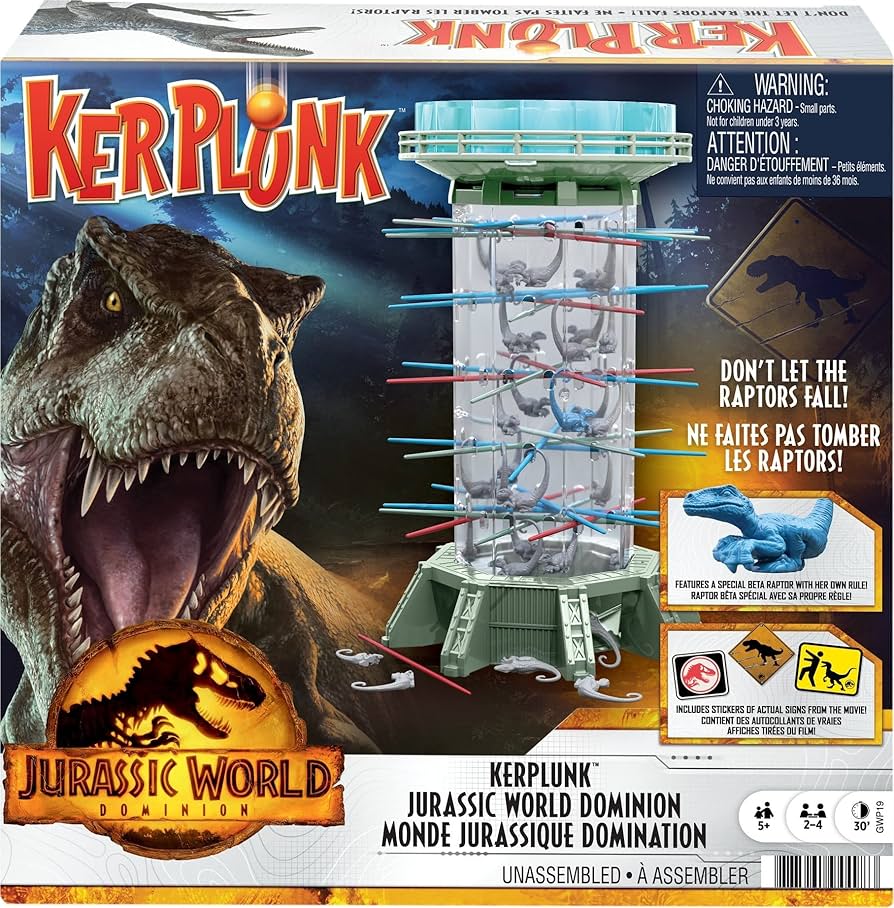 DON'T LET THE RAPTORS FALL! • NE FAITES PAS TOMBER LES RAPTORS!
KERPLUNK
KERPLUNK™
WARNING:
CHOKING HAZARD - Small parts.
Not for children under 3 years.
ATTENTION :
DANGER D'ÉTOUFFEMENT – Petits éléments.
Ne convient pas aux enfants de moins de 36 mois.
DON'T LET THE
RAPTORS FALL!
NE FAITES PAS TOMBER
LES RAPTORS!
FEATURES A SPECIAL BETA RAPTOR WITH HER OWN RULE!
RAPTOR BÊTA SPÉCIAL AVEC SA PROPRE RÈGLE!
INCLUDES STICKERS OF ACTUAL SIGNS FROM THE MOVIE!
CONTIENT DES AUTOCOLLANTS DE VRAIES
AFFICHES TIRÉES DU FILM!
JURASSIC WORLD
DOMINION
KERPLUNK™
JURASSIC WORLD DOMINION
MONDE JURASSIQUE DOMINATION
5+
2-4
30'
GWP19
UNASSEMBLED • À ASSEMBLER